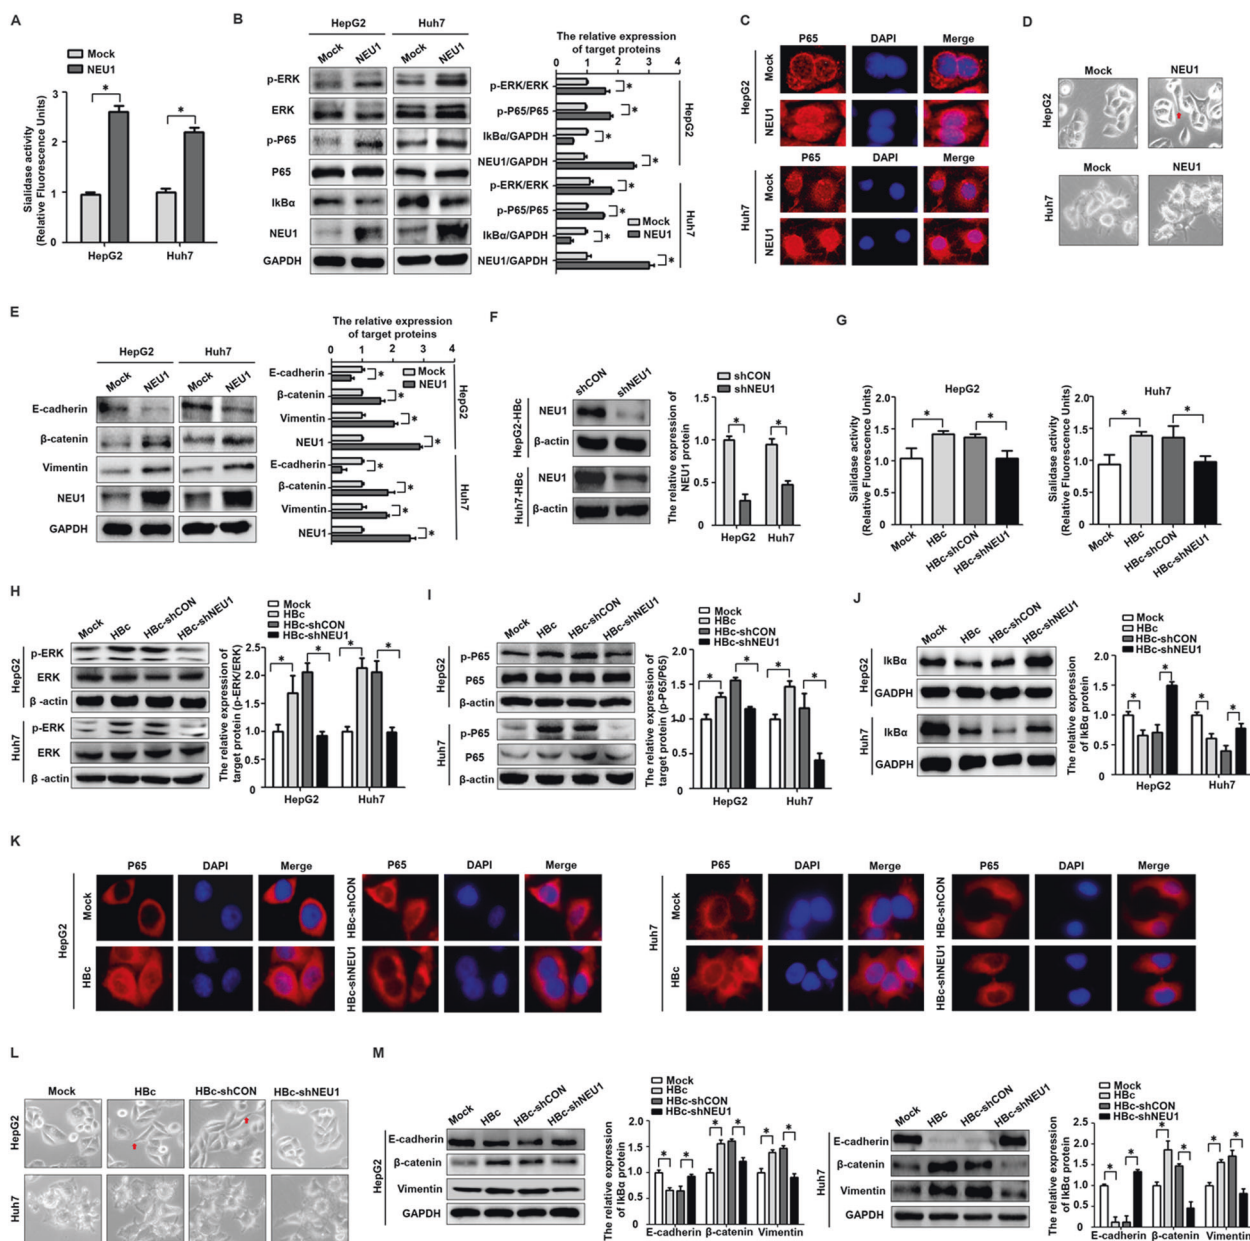 A
Mock
NEU1
Sialidase activity
(Relative Fluorescence Units)
3
2
1
0
*
*
HepG2
Huh7
B
HepG2
Huh7
Mock
NEU1
Mock
NEU1
p-ERK
ERK
p-P65
P65
IkBα
NEU1
GAPDH
The relative expression
of target proteins
0 1 2 3 4
p-ERK/ERK *
p-P65/P65 *
IkBα/GAPDH *
NEU1/GAPDH *
HepG2
p-ERK/ERK *
p-P65/P65 *
IkBα/GAPDH *
NEU1/GAPDH *
Huh7
Mock
NEU1
C
P65 DAPI Merge
HepG2
Mock
NEU1
P65 DAPI Merge
Huh7
Mock
NEU1
D
Mock NEU1
HepG2
Mock NEU1
Huh7
E
HepG2
Huh7
Mock
NEU1
Mock
NEU1
E-cadherin
β-catenin
Vimentin
NEU1
GAPDH
The relative expression
of target proteins
0 1 2 3 4
Mock
NEU1
E-cadherin *
β-catenin *
Vimentin *
NEU1 *
HepG2
E-cadherin *
β-catenin *
Vimentin *
NEU1 *
Huh7
F
shCON
shNEU1
HepG2-HBc
NEU1
β-actin
Huh7-HBc
NEU1
β-actin
shCON
shNEU1
The relative expression of
NEU1 protein
1.5
1.0
0.5
0.0
*
*
HepG2 Huh7
G
HepG2
Sialidase activity
(Relative Fluorescence Units)
2.0
1.5
1.0
0.5
0
*
*
Mock
HBc
HBc-shCON
HBc-shNEU1
Huh7
Sialidase activity
(Relative Fluorescence Units)
2.0
1.5
1.0
0.5
0
*
*
Mock
HBc
HBc-shCON
HBc-shNEU1
H
Mock
HBc
HBc-shCON
HBc-shNEU1
HepG2
p-ERK
ERK
β -actin
Huh7
p-ERK
ERK
β -actin
Mock
HBc
HBc-shCON
HBc-shNEU1
The relative expression of
target protein (p-ERK/ERK)
2.5
2.0
1.5
1.0
0.5
0
*
*
*
*
HepG2 Huh7
I
Mock
HBc
HBc-shCON
HBc-shNEU1
HepG2
p-P65
P65
β-actin
Huh7
p-P65
P65
β-actin
Mock
HBc
HBc-shCON
HBc-shNEU1
The relative expression of
target protein (p-P65/P65)
2.0
1.5
1.0
0.5
0
*
*
*
*
HepG2 Huh7
J
Mock
HBc
HBc-shCON
HBc-shNEU1
HepG2
IkBα
GADPH
Huh7
IkBα
GADPH
Mock
HBc
HBc-shCON
HBc-shNEU1
The relative expression
of IkBα protein
2.0
1.5
1.0
0.5
0
*
*
*
*
HepG2 Huh7
K
P65 DAPI Merge
HepG2
Mock
HBc
P65 DAPI Merge
HBc-shCON
HBc-shNEU1
P65 DAPI Merge
Huh7
Mock
HBc
P65 DAPI Merge
HBc-shCON
HBc-shNEU1
L
Mock HBc HBc-shCON HBc-shNEU1
HepG2
Huh7
M
Mock
HBc
HBc-shCON
HBc-shNEU1
HepG2
E-cadherin
β-catenin
Vimentin
GAPDH
Mock
HBc
HBc-shCON
HBc-shNEU1
The relative expression
of IkBα protein
2.0
1.5
1.0
0.5
0
*
*
*
*
*
*
E-cadherin β-catenin Vimentin
Mock
HBc
HBc-shCON
HBc-shNEU1
Huh7
E-cadherin
β-catenin
Vimentin
GAPDH
Mock
HBc
HBc-shCON
HBc-shNEU1
The relative expression
of IkBα protein
2.5
2.0
1.5
1.0
0.5
0
*
*
*
*
*
*
E-cadherin β-catenin Vimentin